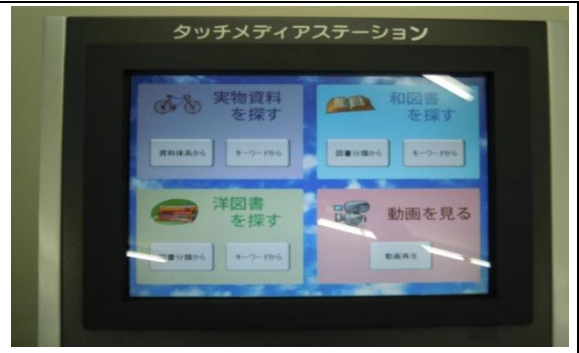 タッチメディアステーション
実物資料
を探す
資料体系から
キーワードから
和図書
を探す
図書分類から
キーワードから
洋図書
を探す
図書分類から
キーワードから
動画を見る
動画再生